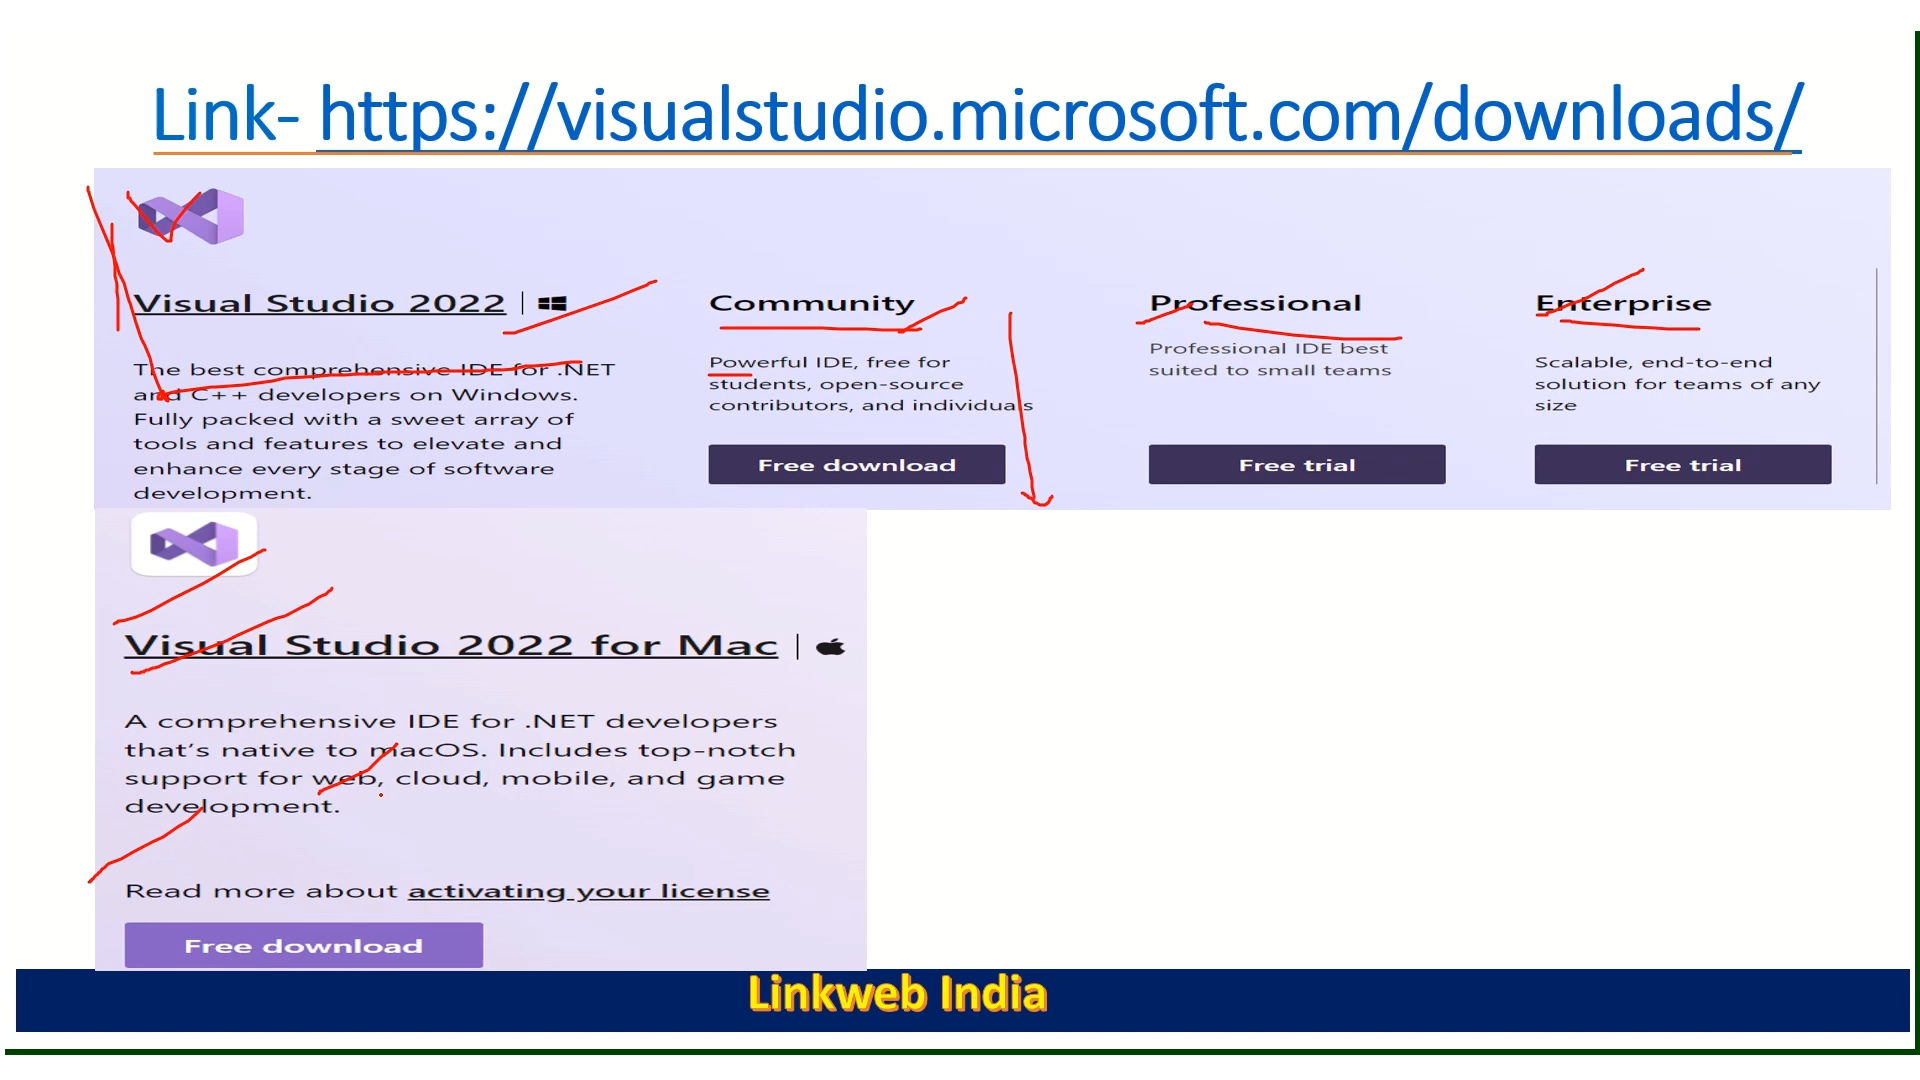 Link- https://visualstudio.microsoft.com/downloads/
Visual Studio 2022
The best comprehensive IDE for .NET
and C++ developers on Windows.
Fully packed with a sweet array of
tools and features to elevate and
enhance every stage of software
development.
Community
Powerful IDE, free for
students, open-source
contributors, and individuals
Free download
Professional
Professional IDE best
suited to small teams
Free trial
Enterprise
Scalable, end-to-end
solution for teams of any
size
Free trial
Visual Studio 2022 for Mac
A comprehensive IDE for .NET developers
that's native to macOS. Includes top-notch
support for web, cloud, mobile, and game
development.
Read more about activating your license
Free download
Linkweb India